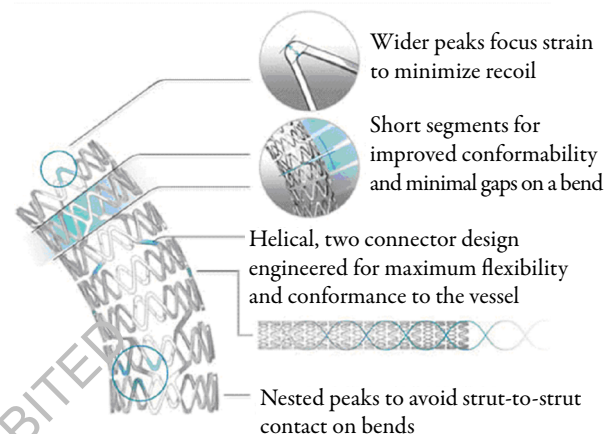 Wider peaks focus strain
to minimize recoil
Short segments for
improved conformability
and minimal gaps on a bend
Helical, two connector design
engineered for maximum flexibility
and conformance to the vessel
Nested peaks to avoid strut-to-strut
contact on bends
BITED